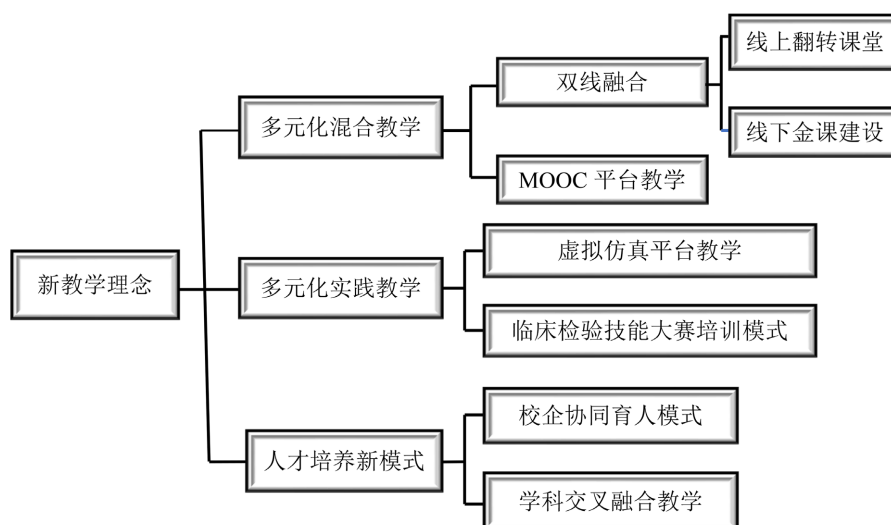 线上翻转课堂
双线融合
多元化混合教学
线下金课建设
MOOC 平台教学
虚拟仿真平台教学
新教学理念
多元化实践教学
临床检验技能大赛培训模式
校企协同育人模式
人才培养新模式
学科交叉融合教学